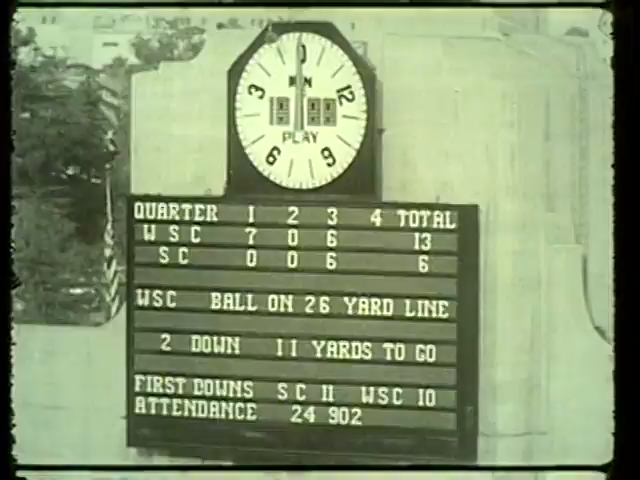 0
3 IN 12
PLAY
6 9
QUARTER 1 2 3 4 TOTAL
WSC 7 0 6 13
SC 0 0 6 6
WSC BALL ON 26 YARD LINE
2 DOWN 11 YARDS TO GO
FIRST DOWNS SC 11 WSC 10
ATTENDANCE 24 902